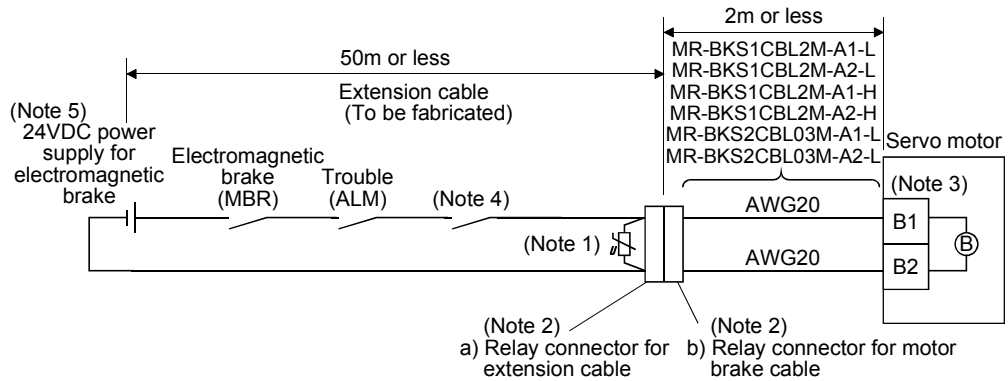 2m or less
50m or less
MR-BKS1CBL2M-A1-L
MR-BKS1CBL2M-A2-L
MR-BKS1CBL2M-A1-H
MR-BKS1CBL2M-A2-H
MR-BKS2CBL03M-A1-L
MR-BKS2CBL03M-A2-L
Extension cable
(To be fabricated)
(Note 5)
24VDC power
supply for
electromagnetic
brake
Electromagnetic
brake
(MBR)
Trouble
(ALM)
(Note 4)
Servo motor
(Note 3)
AWG20
B1
(Note 1)
u
B
AWG20
B2
(Note 2)
a) Relay connector for
extension cable
(Note 2)
b) Relay connector for motor
brake cable